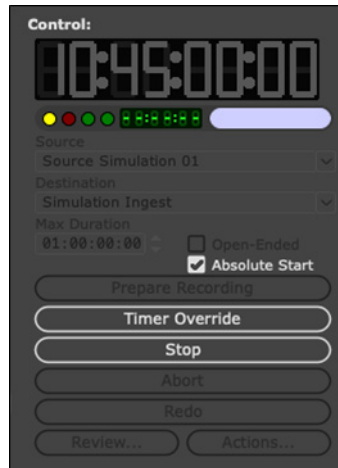 Control:
10:45:00:00
Source
Source Simulation 01
Destination
Simulation Ingest
Max Duration
01:00:00:00 Open-Ended
Absolute Start
Prepare Recording
Timer Override
Stop
Abort
Redo
Review... Actions...